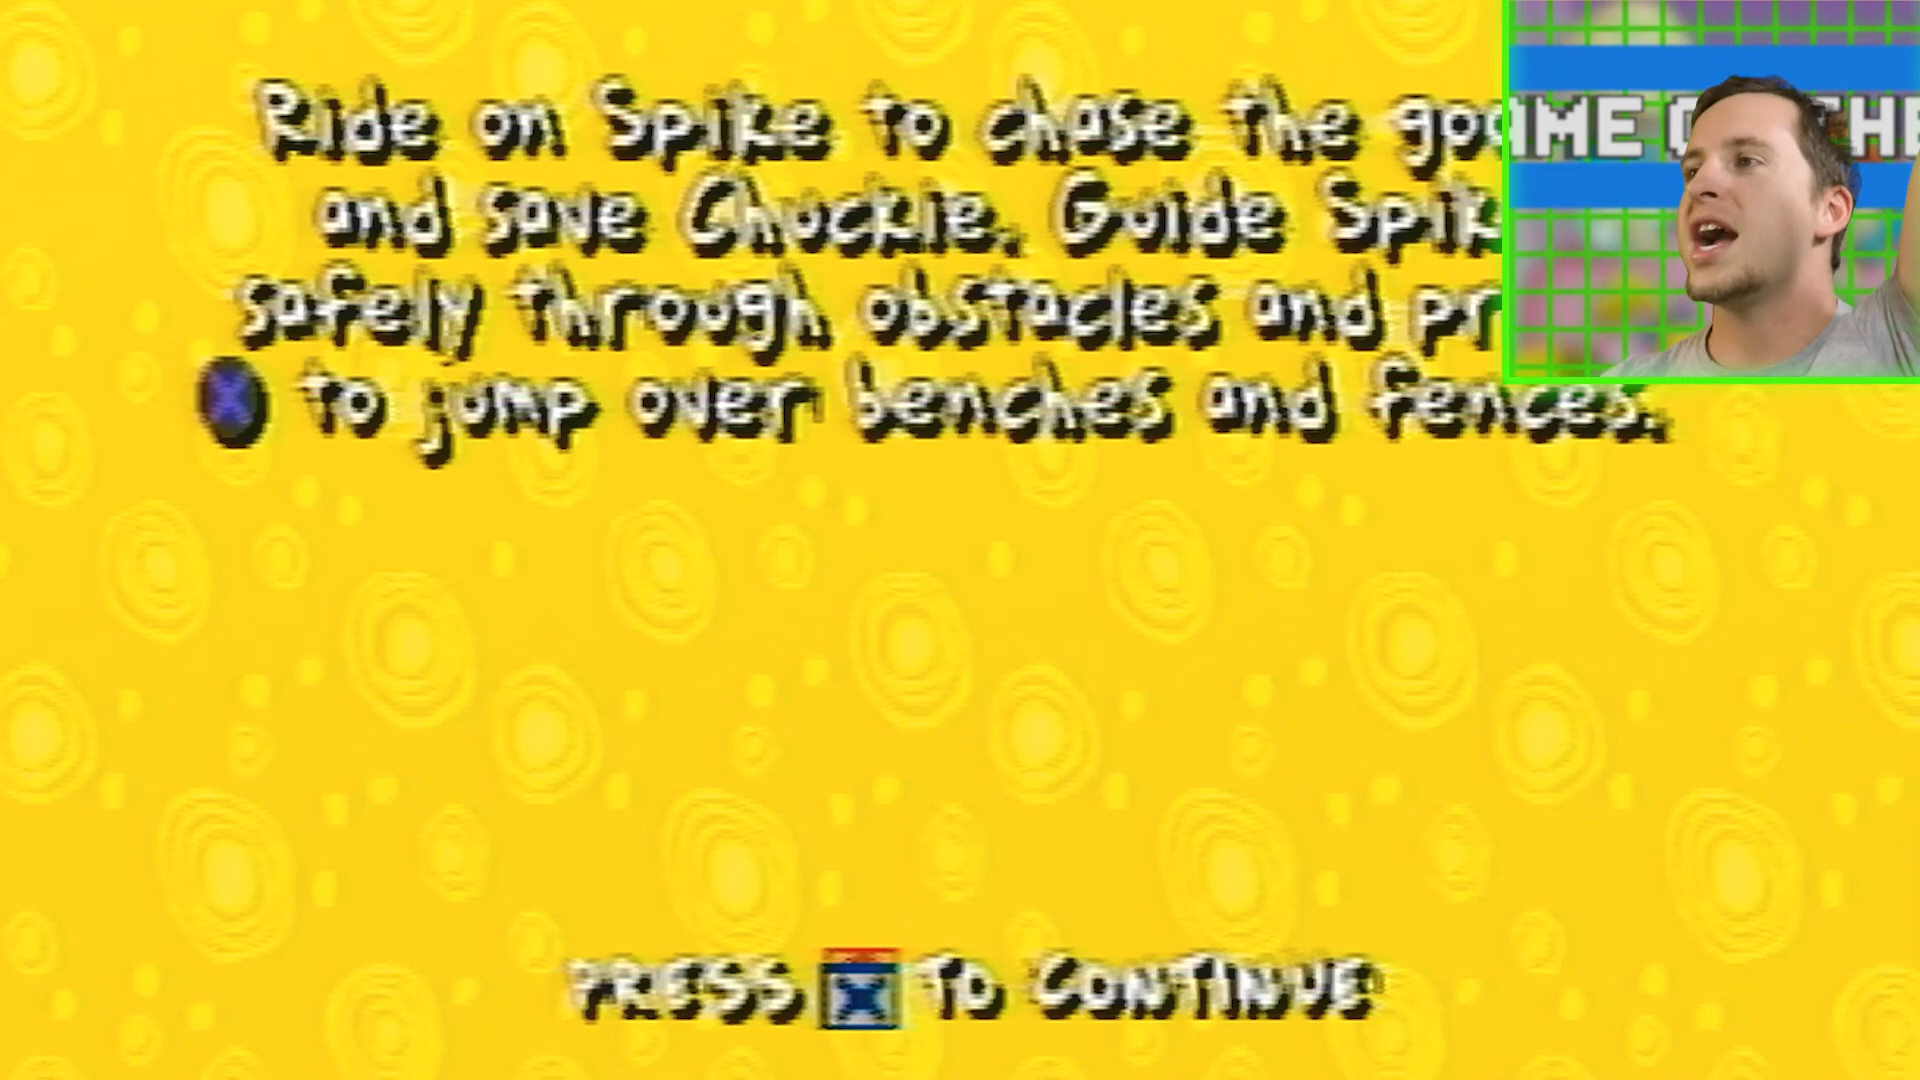 Ride on Spike to chase the
and save Chuckie. Guide
safely through obstacles and
X to jump over benches and fences.
PRESS X TO CONTINUE